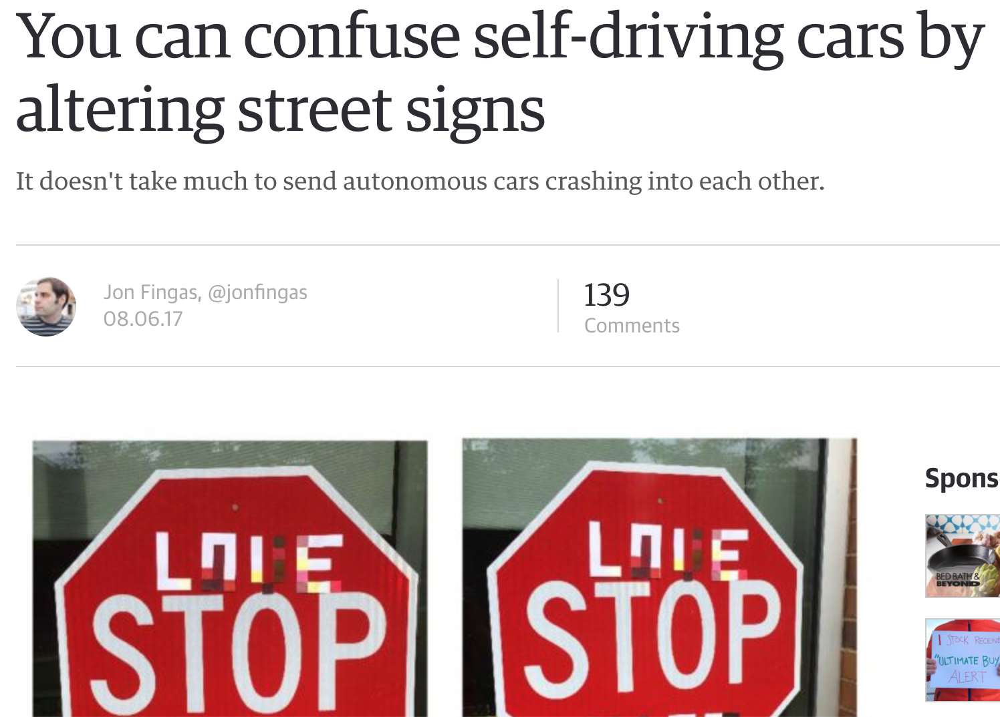 You can confuse self-driving cars by
altering street signs
It doesn't take much to send autonomous cars crashing into each other.
Jon Fingas, @jonfingas
08.06.17
139
Comments
LOVE
STOP
LOVE
STOP
Spons
BED BATH &
BEYOND
I STOCK RECEIVE
"ULTIMATE BUY
ALERT